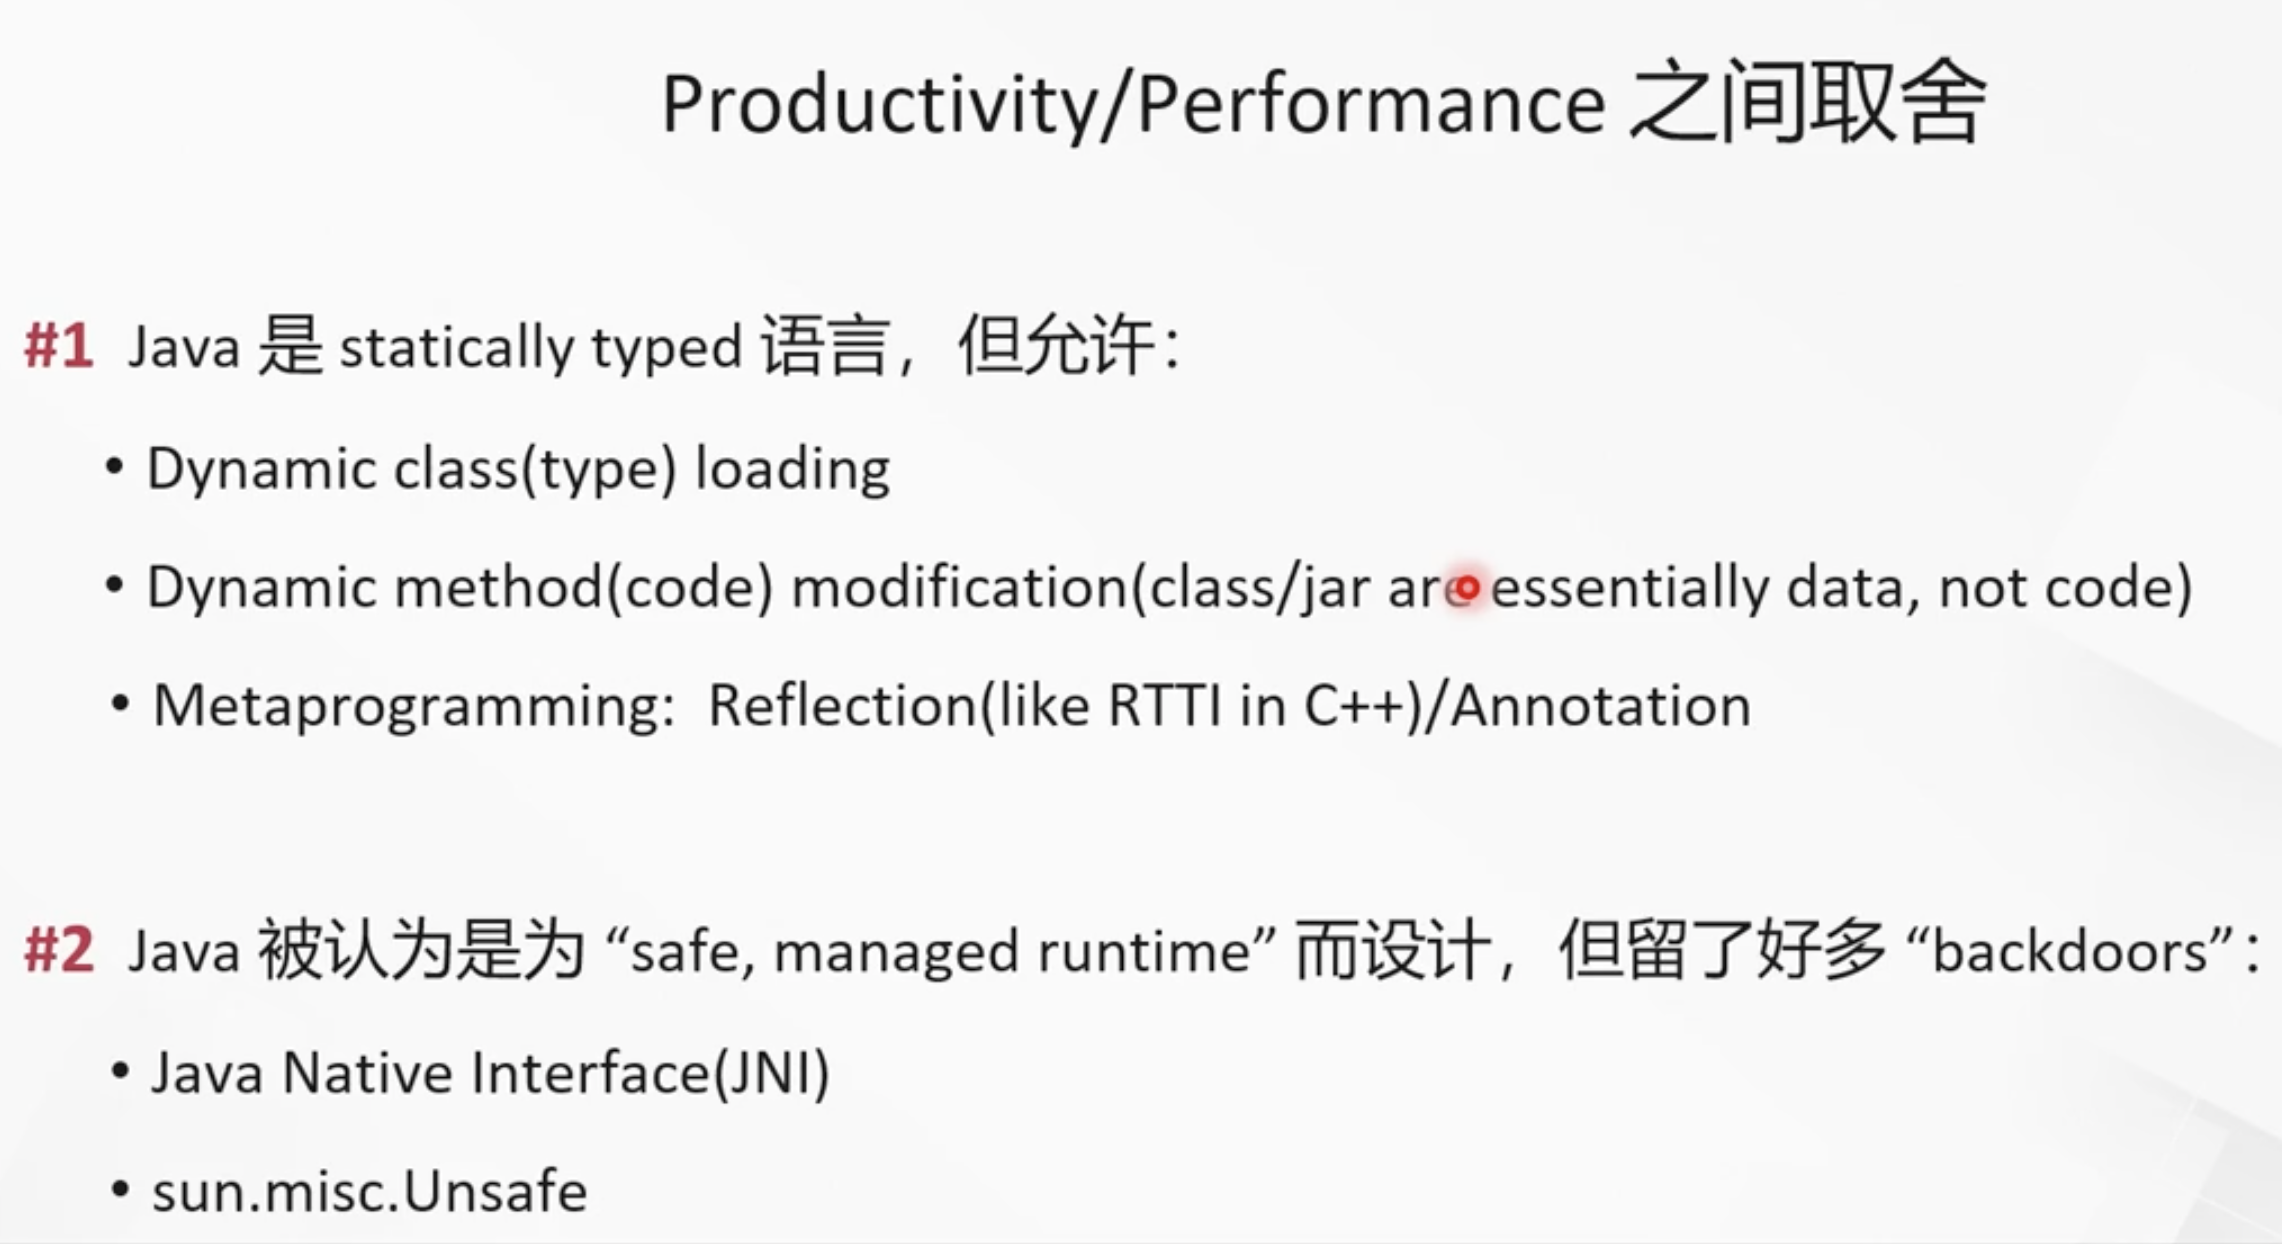 Productivity/Performance 之间取舍
#1 Java 是 statically typed 语言，但允许：
• Dynamic class(type) loading
• Dynamic method(code) modification(class/jar are essentially data, not code)
• Metaprogramming: Reflection(like RTTI in C++)/Annotation
#2 Java 被认为是为 “safe, managed runtime” 而设计，但留了好多 “backdoors”：
• Java Native Interface(JNI)
• sun.misc.Unsafe